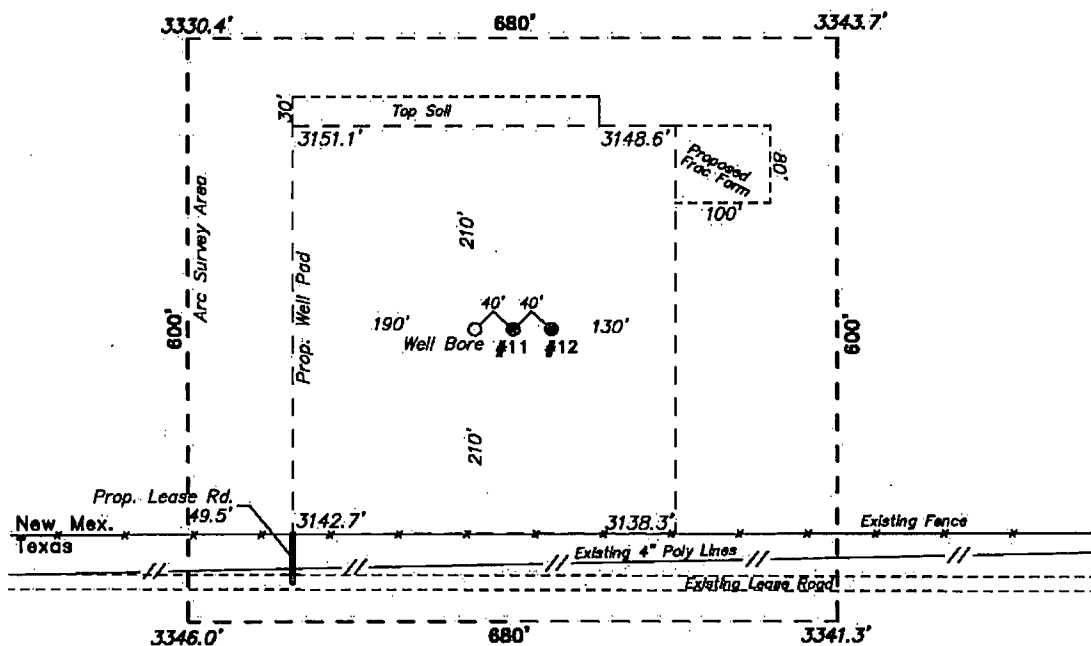 3330.4' 680' 3343.7'
30'
Top Soil
3151.1' 3148.6'
Proposed
Frac Form
80'
100'
Arc Survey Area
Prop. Well Pad
210'
40' 40'
600' 190' 130' 600'
Well Bore #11 #12
210'
Prop. Lease Rd.
49.5'
New Mex. 3142.7' 3138.3' Existing Fence
Texas
Existing 4" Poly Lines
Existing Lease Road
3346.0' 680' 3341.3'